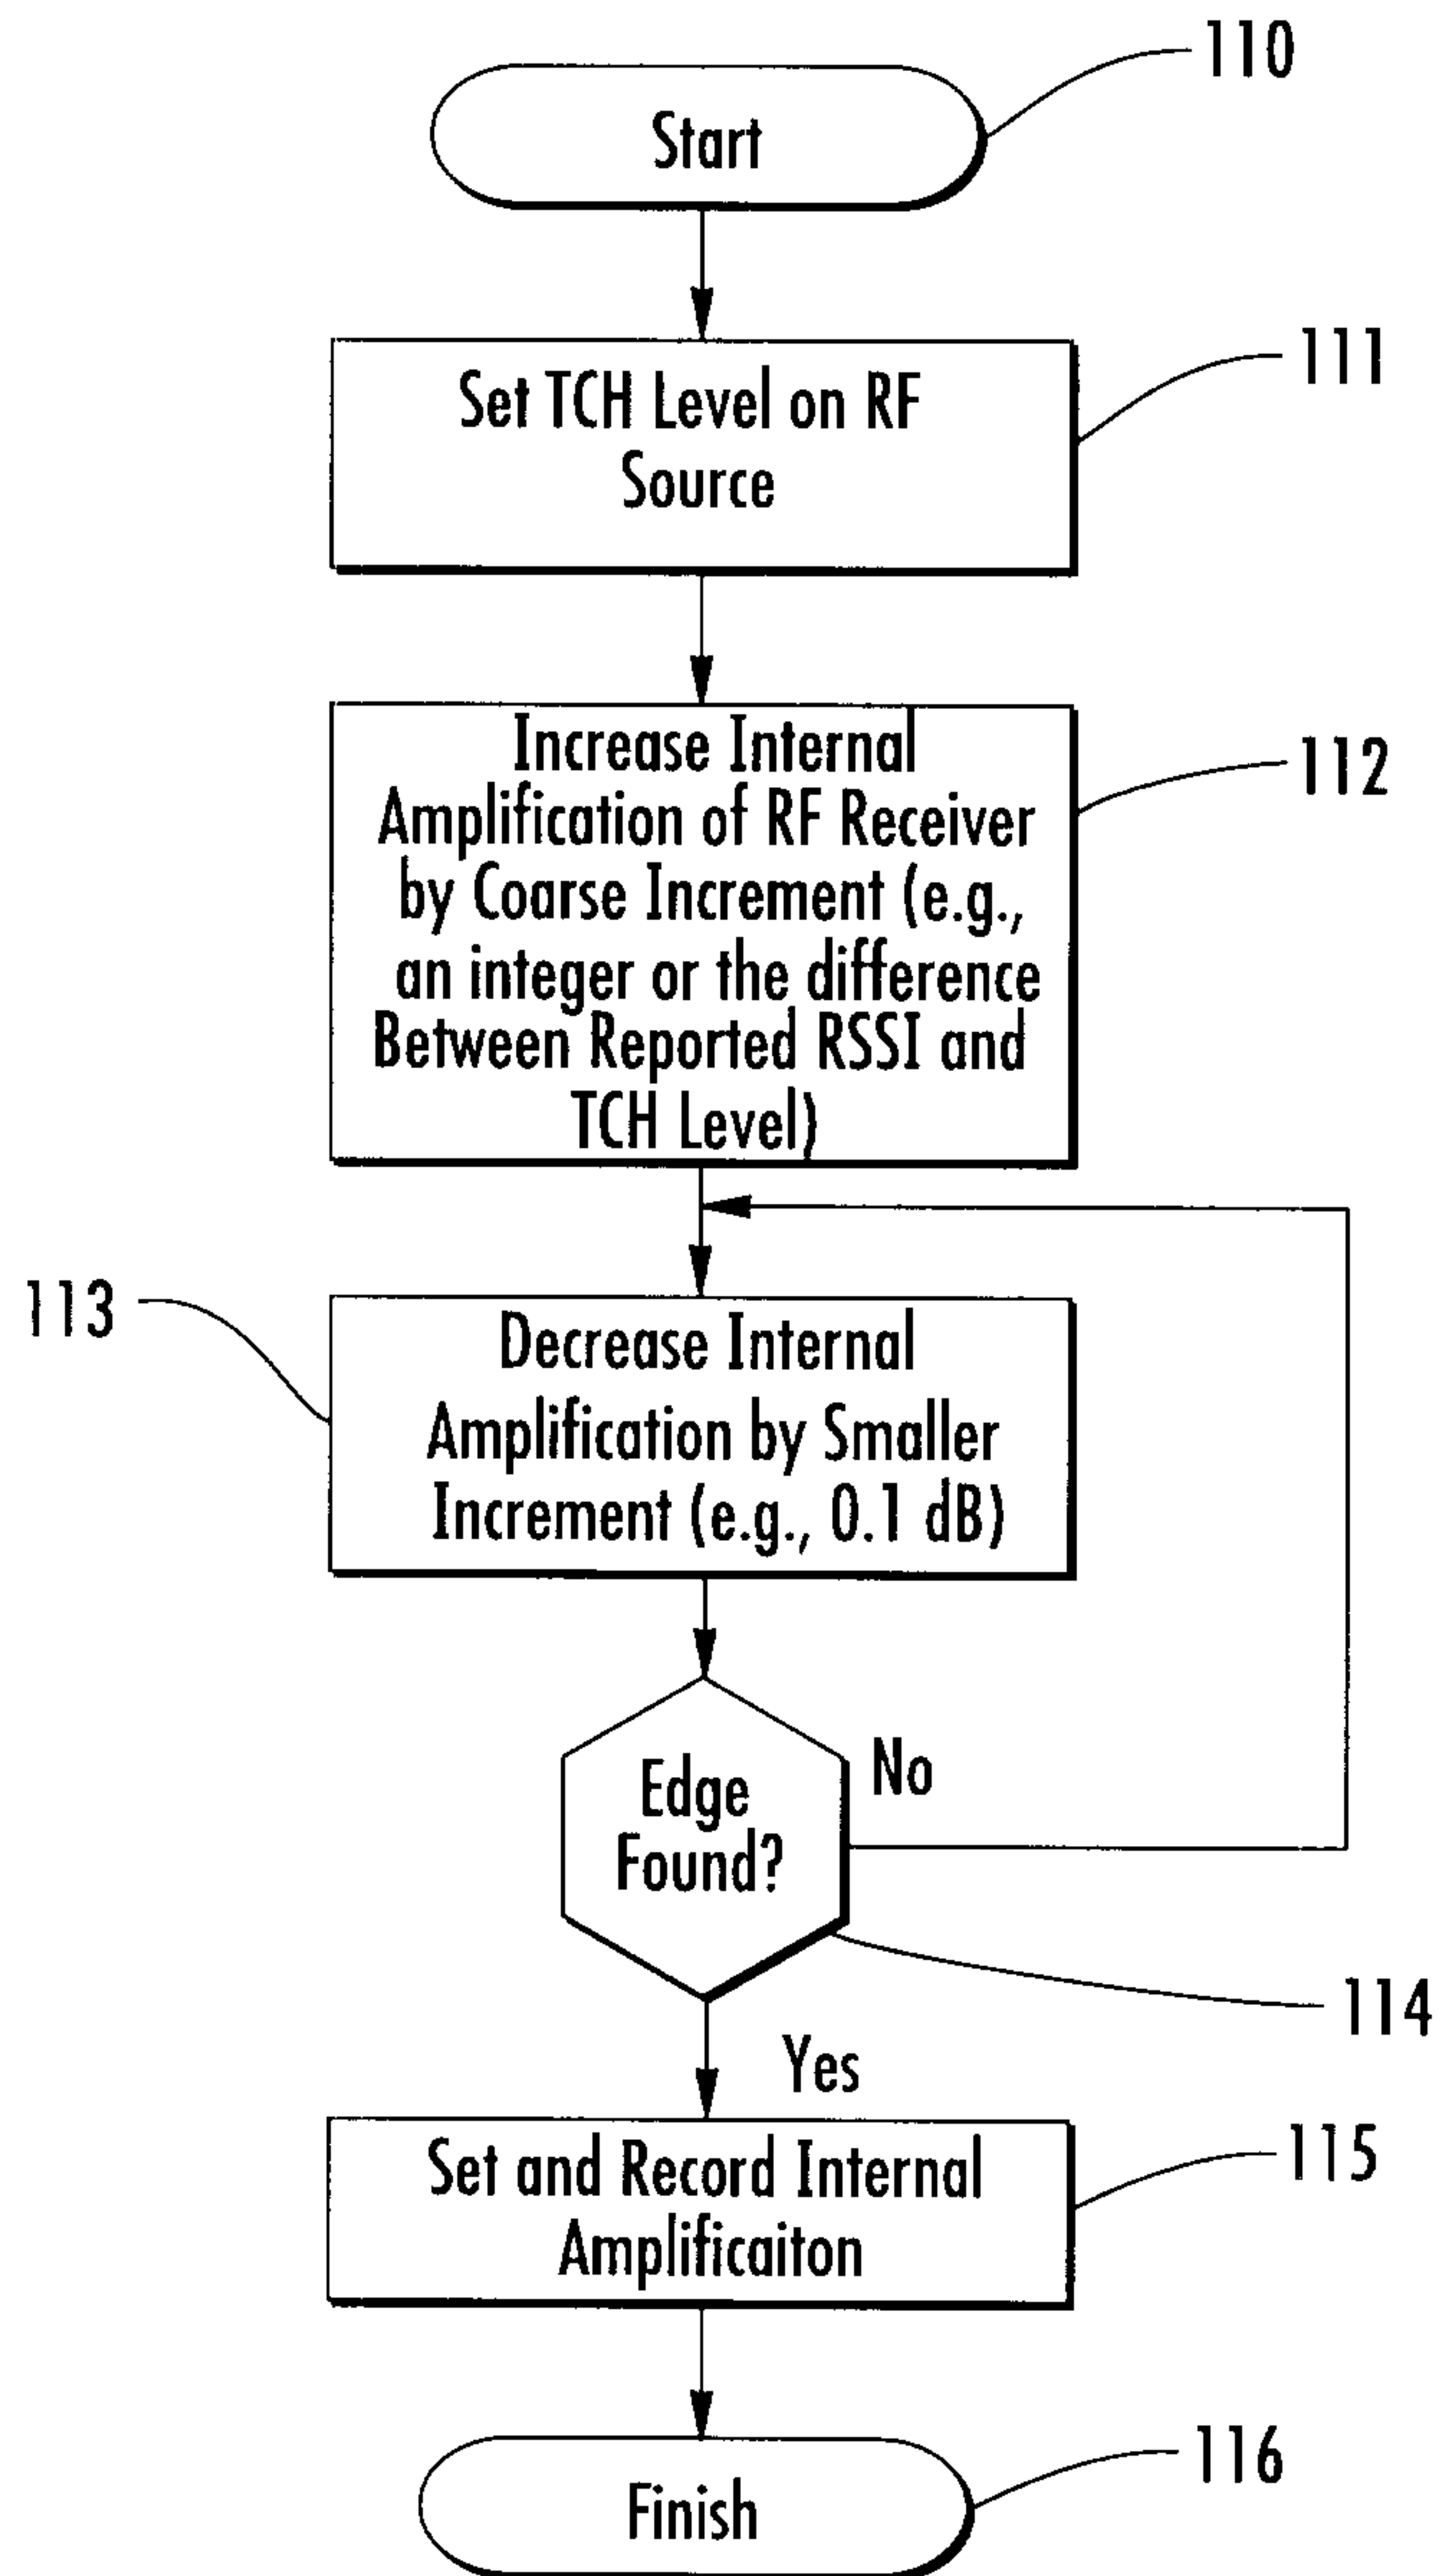 110
Start
111
Set TCH Level on RF
Source
112
Increase Internal
Amplification of RF Receiver
by Coarse Increment (e.g.,
an integer or the difference
Between Reported RSSI and
TCH Level)
113
Decrease Internal
Amplification by Smaller
Increment (e.g., 0.1 dB)
Edge
Found?
No
114
Yes
115
Set and Record Internal
Amplificaiton
116
Finish